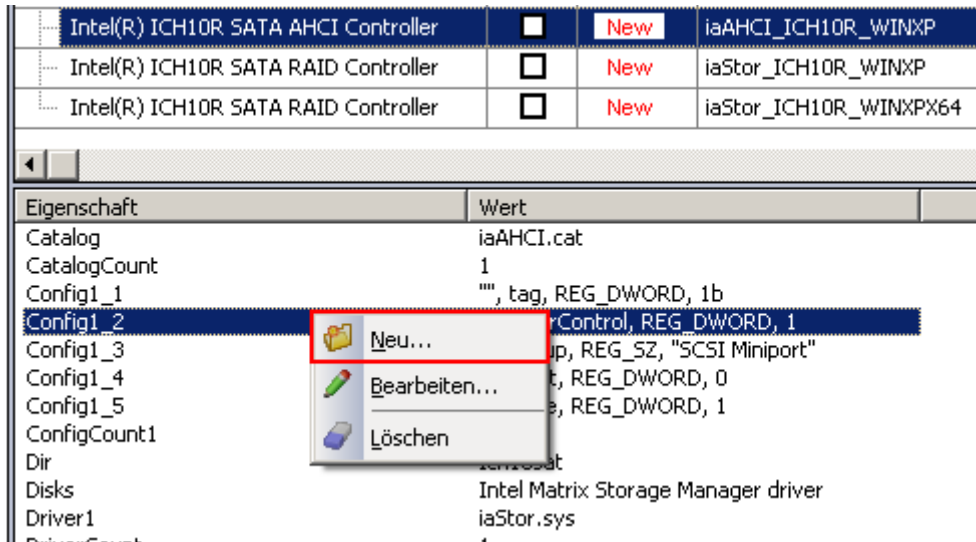 Intel(R) ICH10R SATA AHCI Controller New iaAHCI_ICH10R_WINXP
Intel(R) ICH10R SATA RAID Controller New iaStor_ICH10R_WINXP
Intel(R) ICH10R SATA RAID Controller New iaStor_ICH10R_WINXPX64
Eigenschaft Wert
Catalog iaAHCI.cat
CatalogCount 1
Config1_1 "", tag, REG_DWORD, 1b
Config1_2 rControl, REG_DWORD, 1
Neu...
Config1_3 up, REG_SZ, "SCSI Miniport"
Config1_4 t, REG_DWORD, 0
Bearbeiten...
Config1_5 e, REG_DWORD, 1
ConfigCount1
Löschen
Dir
Disks Intel Matrix Storage Manager driver
Driver1 iaStor.sys